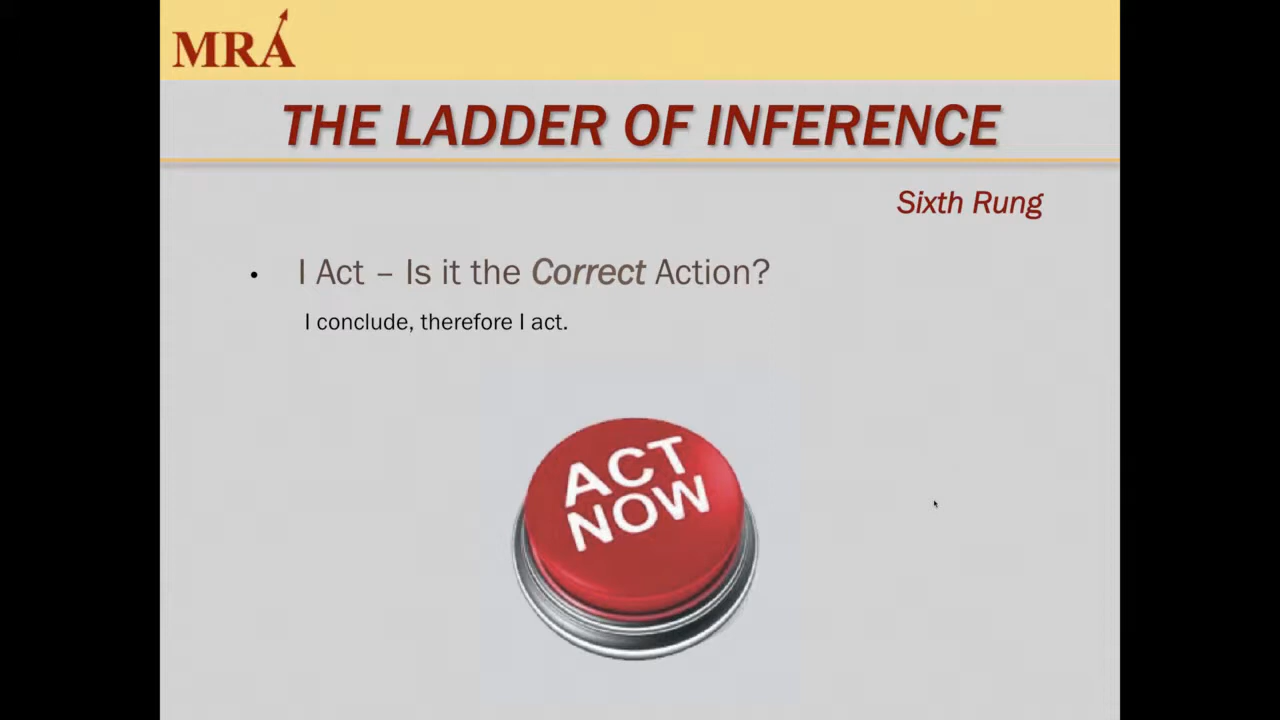 MRA
THE LADDER OF INFERENCE
Sixth Rung
• I Act – Is it the Correct Action?
I conclude, therefore I act.
ACT
NOW